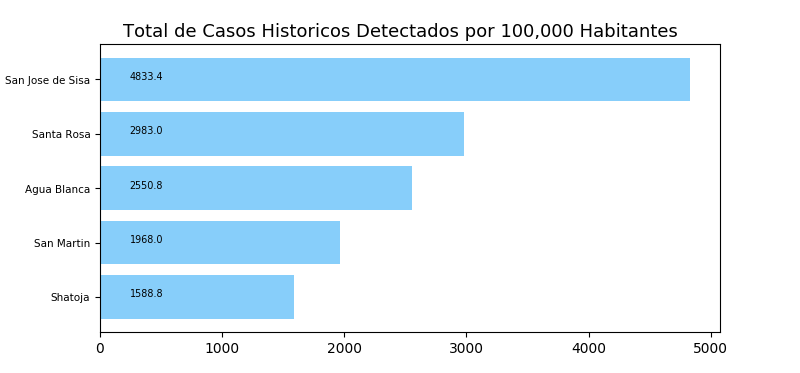 Total de Casos Historicos Detectados por 100,000 Habitantes
San Jose de Sisa 4833.4
Santa Rosa 2983.0
Agua Blanca 2550.8
San Martin 1968.0
Shatoja 1588.8
0 1000 2000 3000 4000 5000